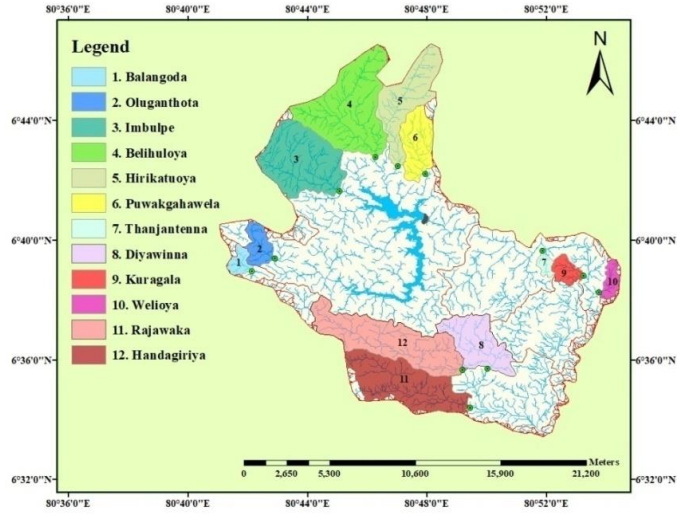 80°36'0"E 80°40'0"E 80°44'0"E 80°48'0"E 80°52'0"E
Legend
1. Balangoda
2. Oluganthota
3. Imbulpe
4. Belihuloya
5. Hirikatuoya
6. Puwakgahawela
7. Thanjantenna
8. Diyawinna
9. Kuragala
10. Welioya
11. Rajawaka
12. Handagiriya
N
6°44'0"N 6°44'0"N
6°40'0"N 6°40'0"N
6°36'0"N 6°36'0"N
6°32'0"N 6°32'0"N
4
5
6
3
2
1
7
9
10
12
8
11
Meters
0 2,650 5,300 10,600 15,900 21,200
80°36'0"E 80°40'0"E 80°44'0"E 80°48'0"E 80°52'0"E